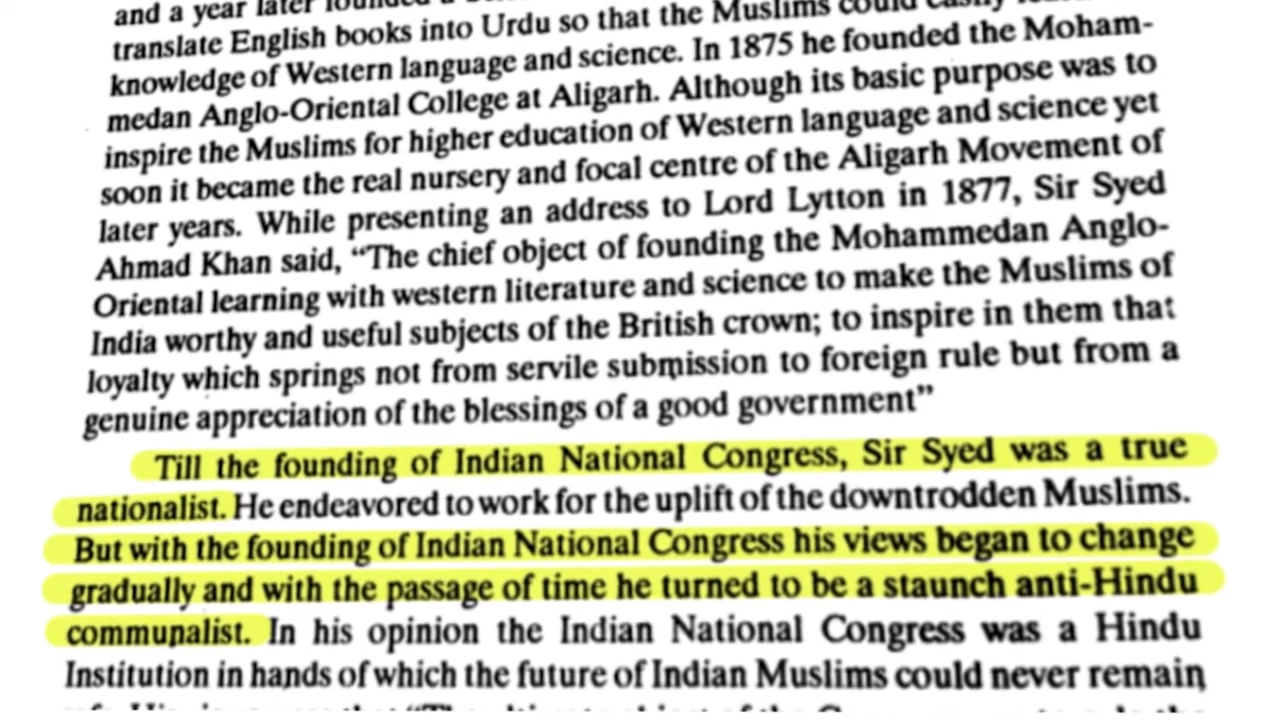 and a year later founded a
translate English books into Urdu so that the Muslims could easily
knowledge of Western language and science. In 1875 he founded the Moham-
medan Anglo-Oriental College at Aligarh. Although its basic purpose was to
inspire the Muslims for higher education of Western language and science yet
soon it became the real nursery and focal centre of the Aligarh Movement of
later years. While presenting an address to Lord Lytton in 1877, Sir Syed
Ahmad Khan said, “The chief object of founding the Mohammedan Anglo-
Oriental learning with western literature and science to make the Muslims of
India worthy and useful subjects of the British crown; to inspire in them that
loyalty which springs not from servile submission to foreign rule but from a
genuine appreciation of the blessings of a good government”
Till the founding of Indian National Congress, Sir Syed was a true
nationalist. He endeavored to work for the uplift of the downtrodden Muslims.
But with the founding of Indian National Congress his views began to change
gradually and with the passage of time he turned to be a staunch anti-Hindu
communalist. In his opinion the Indian National Congress was a Hindu
Institution in hands of which the future of Indian Muslims could never remain